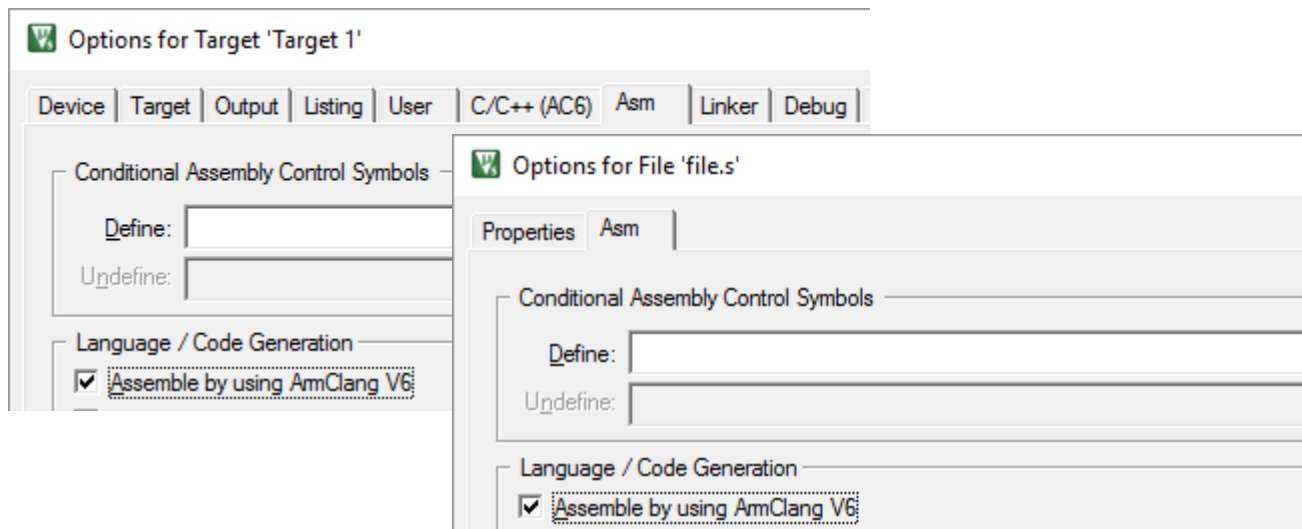 Options for Target 'Target 1'
Device Target Output Listing User C/C++ (AC6) Asm Linker Debug
Conditional Assembly Control Symbols
Define:
Undefine:
Language / Code Generation
Assemble by using ArmClang V6
Options for File 'file.s'
Properties Asm
Conditional Assembly Control Symbols
Define:
Undefine:
Language / Code Generation
Assemble by using ArmClang V6